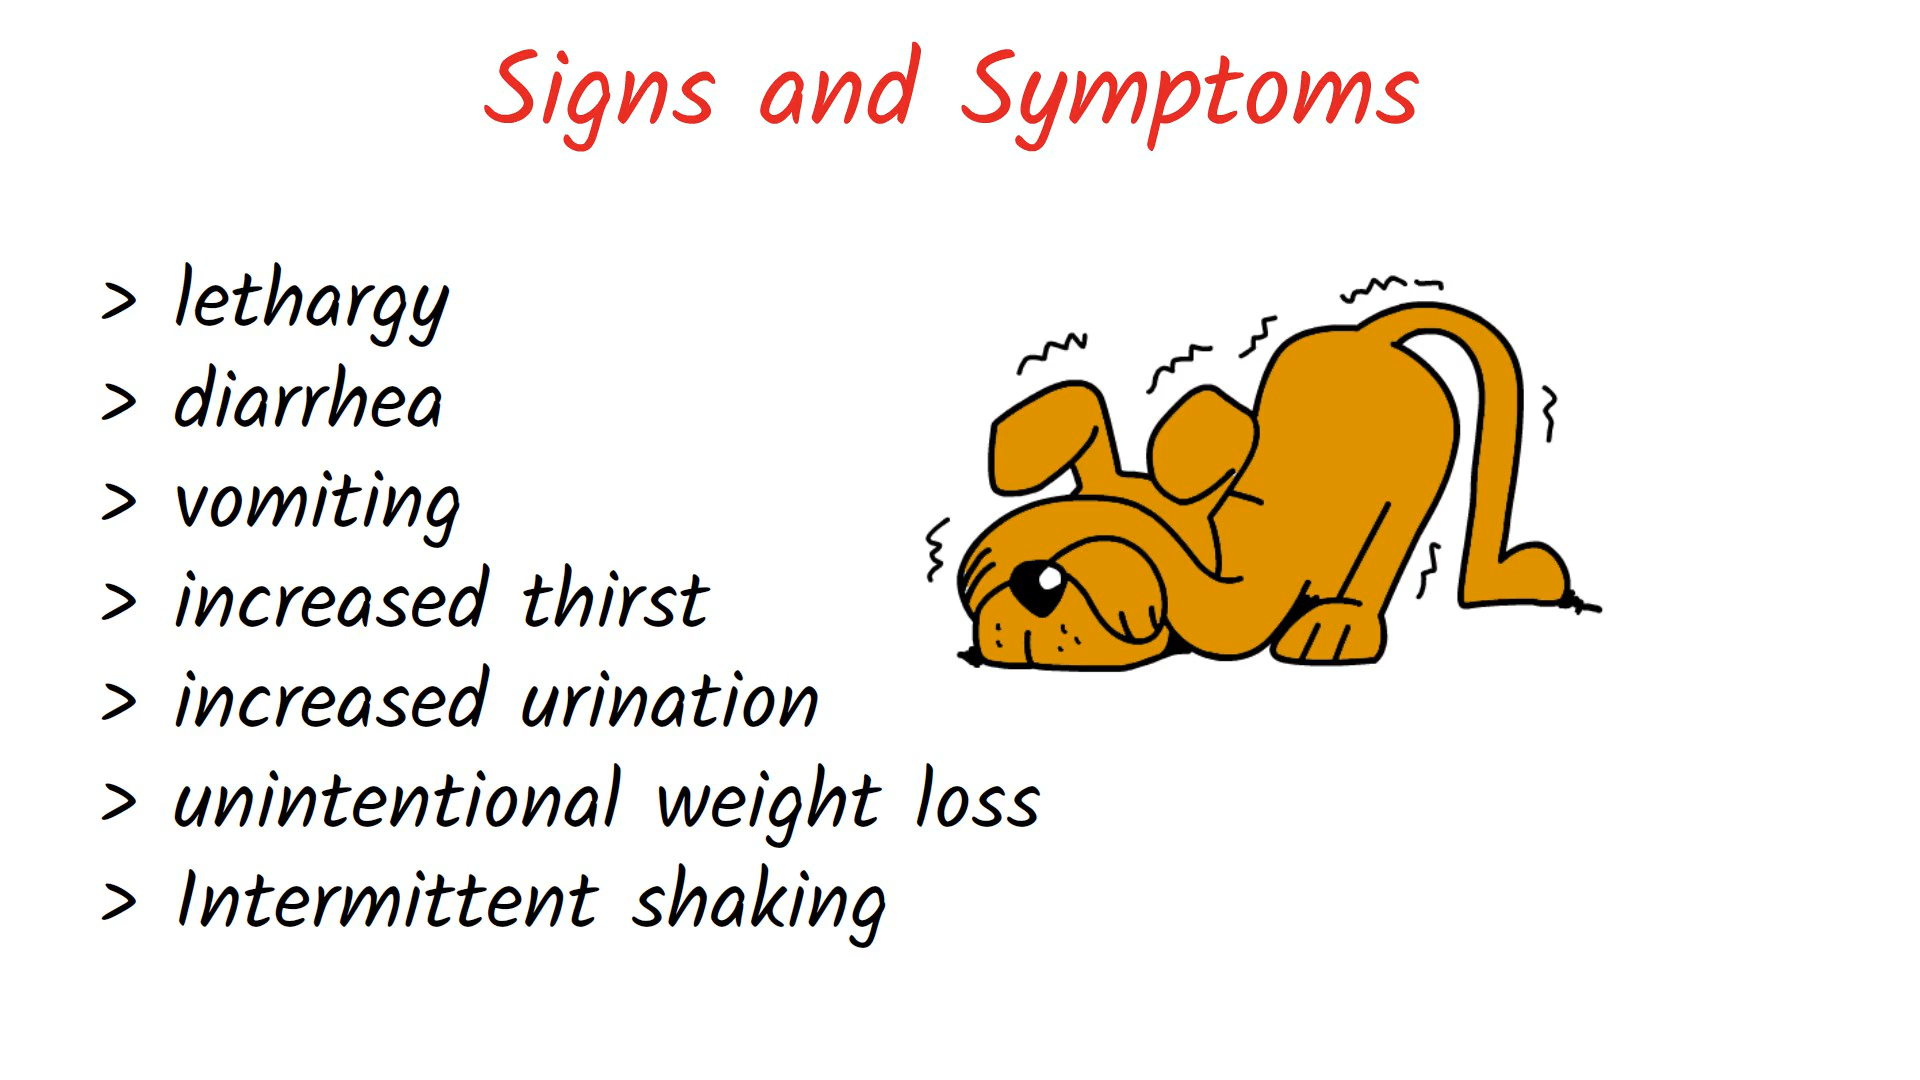 Signs and Symptoms
> lethargy
> diarrhea
> vomiting
> increased thirst
> increased urination
> unintentional weight loss
> Intermittent shaking